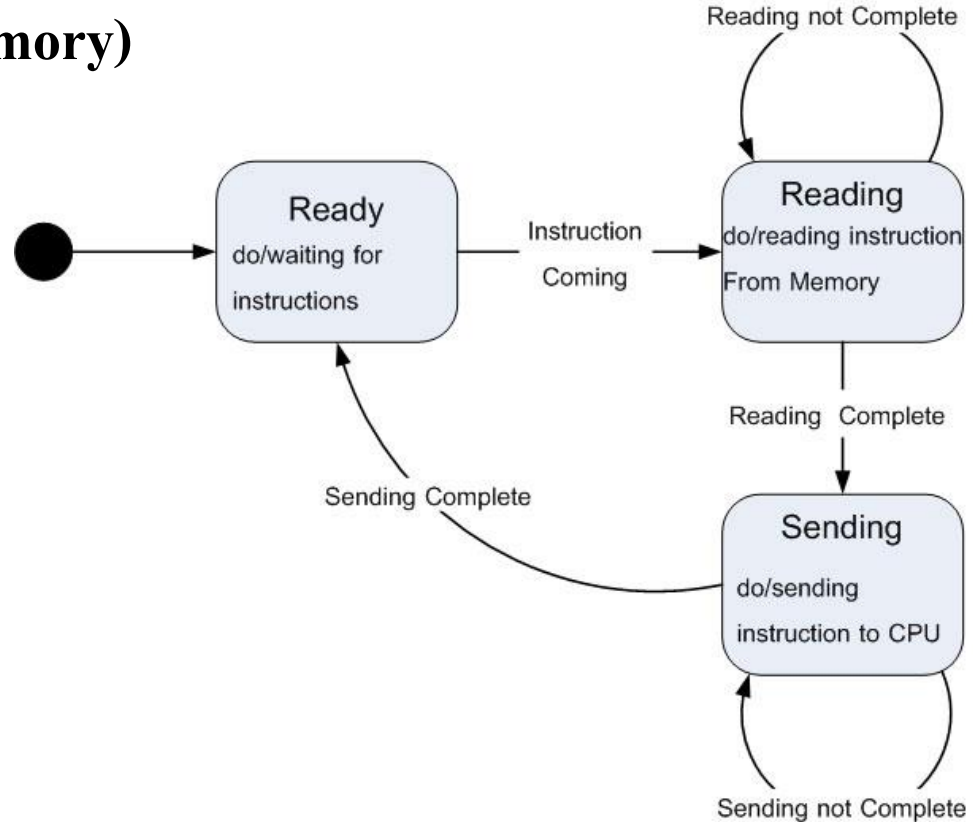 Reading not Complete
mory)
Ready
do/waiting for
instructions
Instruction
Coming
Reading
do/reading instruction
From Memory
Reading Complete
Sending Complete
Sending
do/sending
instruction to CPU
Sending not Complete